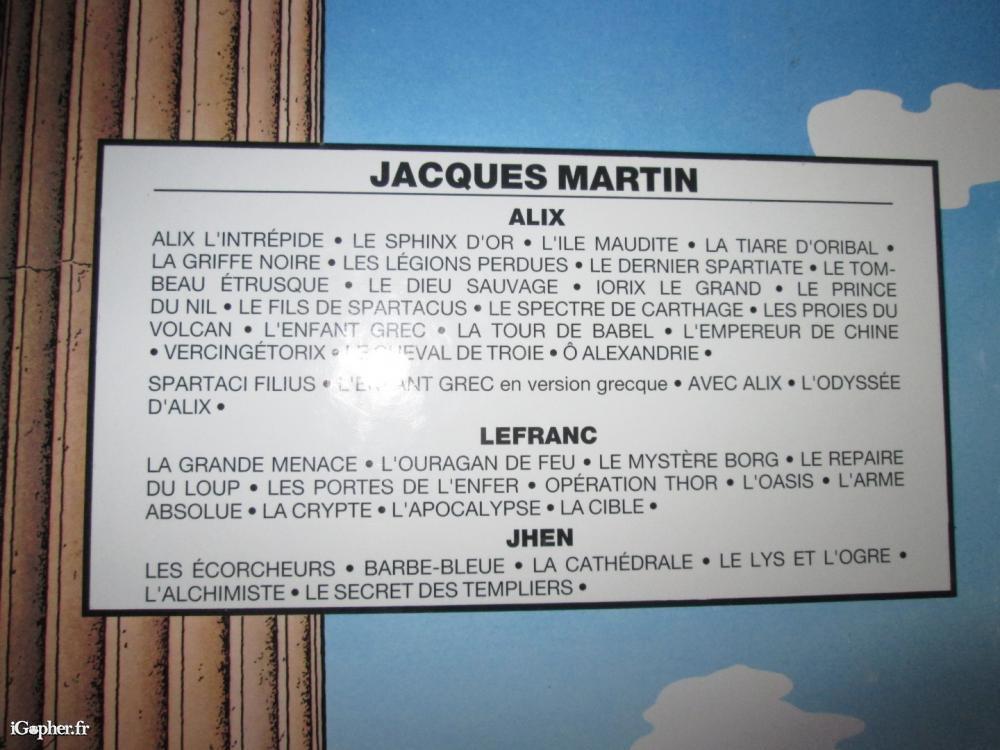 JACQUES MARTIN
ALIX
ALIX L'INTRÉPIDE • LE SPHINX D'OR • L'ILE MAUDITE • LA TIARE D'ORIBAL •
LA GRIFFE NOIRE • LES LÉGIONS PERDUES • LE DERNIER SPARTIATE • LE TOM-
BEAU ÉTRUSQUE • LE DIEU SAUVAGE • IORIX LE GRAND • LE PRINCE
DU NIL • LE FILS DE SPARTACUS • LE SPECTRE DE CARTHAGE • LES PROIES DU
VOLCAN • L'ENFANT GREC • LA TOUR DE BABEL • L'EMPEREUR DE CHINE
• VERCINGÉTORIX • LE CHEVAL DE TROIE • Ô ALEXANDRIE •
SPARTACI FILIUS • L'ENFANT GREC en version grecque • AVEC ALIX • L'ODYSSÉE
D'ALIX •
LEFRANC
LA GRANDE MENACE • L'OURAGAN DE FEU • LE MYSTÈRE BORG • LE REPAIRE
DU LOUP • LES PORTES DE L'ENFER • OPÉRATION THOR • L'OASIS • L'ARME
ABSOLUE • LA CRYPTE • L'APOCALYPSE • LA CIBLE •
JHEN
LES ÉCORCHEURS • BARBE-BLEUE • LA CATHÉDRALE • LE LYS ET L'OGRE •
L'ALCHIMISTE • LE SECRET DES TEMPLIERS •
iGopher.fr